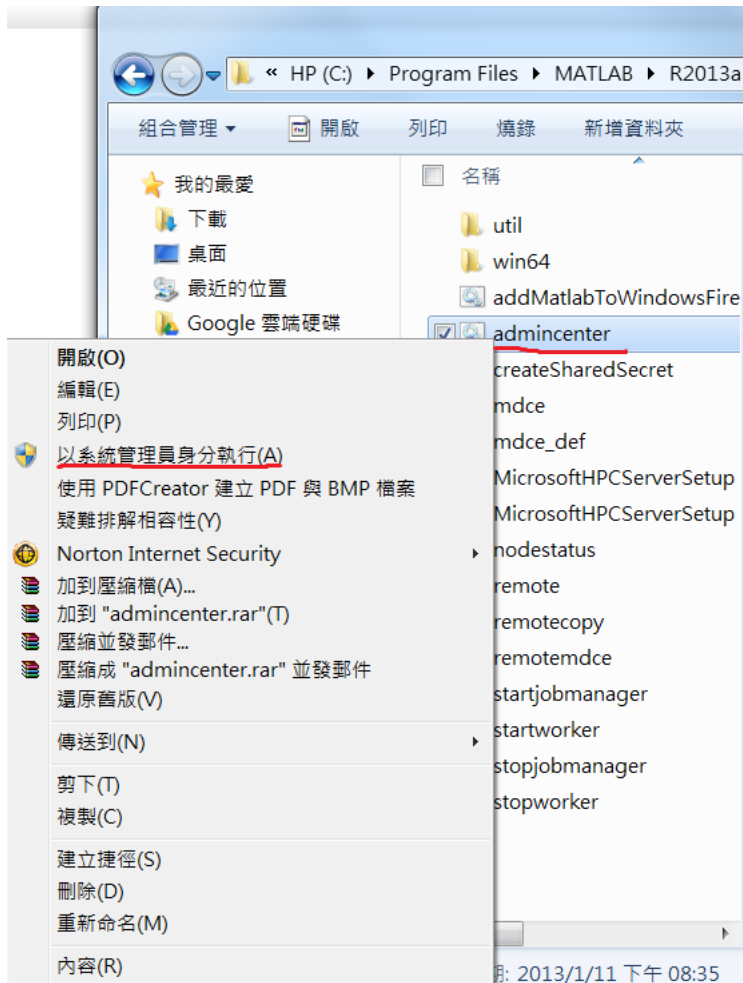 « HP (C:) ▸ Program Files ▸ MATLAB ▸ R2013a
組合管理 ▾ 開啟 列印 燒錄 新增資料夾
我的最愛
下載
桌面
最近的位置
Google 雲端硬碟
名稱
util
win64
addMatlabToWindowsFire
admincenter
createSharedSecret
mdce
mdce_def
MicrosoftHPCServerSetup
MicrosoftHPCServerSetup
nodestatus
remote
remotecopy
remotemdce
startjobmanager
startworker
stopjobmanager
stopworker
開啟(O)
編輯(E)
列印(P)
以系統管理員身分執行(A)
使用 PDFCreator 建立 PDF 與 BMP 檔案
疑難排解相容性(Y)
Norton Internet Security
加到壓縮檔(A)...
加到 "admincenter.rar"(T)
壓縮並發郵件...
壓縮成 "admincenter.rar" 並發郵件
還原舊版(V)
傳送到(N)
剪下(T)
複製(C)
建立捷徑(S)
刪除(D)
重新命名(M)
內容(R)
: 2013/1/11 下午 08:35